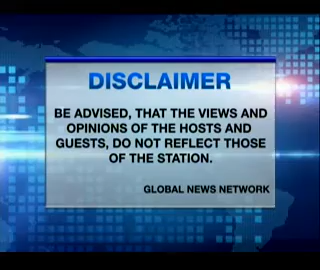 DISCLAIMER
BE ADVISED, THAT THE VIEWS AND
OPINIONS OF THE HOSTS AND
GUESTS, DO NOT REFLECT THOSE
OF THE STATION.
GLOBAL NEWS NETWORK